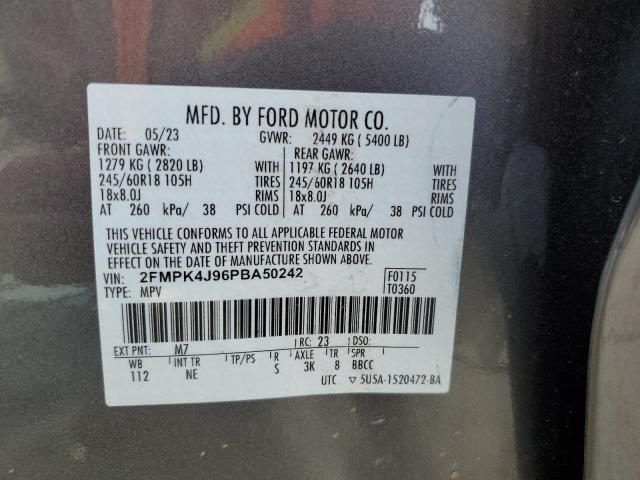 MFD. BY FORD MOTOR CO.
DATE: 05/23 GVWR: 2449 KG ( 5400 LB)
FRONT GAWR: REAR GAWR:
1279 KG ( 2820 LB) WITH 1197 KG ( 2640 LB) WITH
245/60R18 105H TIRES 245/60R18 105H TIRES
18x8.0J RIMS 18x8.0J RIMS
AT 260 kPa/ 38 PSI COLD AT 260 kPa/ 38 PSI COLD
THIS VEHICLE CONFORMS TO ALL APPLICABLE FEDERAL MOTOR
VEHICLE SAFETY AND THEFT PREVENTION STANDARDS IN
EFFECT ON THE DATE OF MANUFACTURE SHOWN ABOVE.
VIN: 2FMPK4J96PBA50242 F0115
TYPE: MPV T0360
EXT PNT: M7 RC: 23 DSO:
WB INT TR TP/PS R AXLE TR SPR
112 NE S 3K 8 BBCC
UTC ▽ 5U5A-1520472-BA